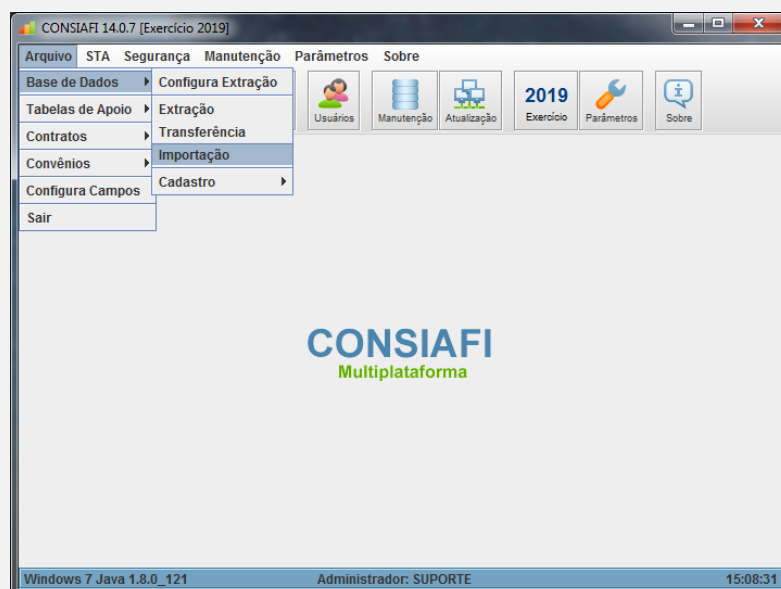 CONSIAFI 14.0.7 [Exercício 2019]
Arquivo STA Segurança Manutenção Parâmetros Sobre
Base de Dados
Tabelas de Apoio
Contratos
Convênios
Configura Campos
Sair
Configura Extração
Extração
Transferência
Importação
Cadastro
Usuários
Manutenção
Atualização
2019
Exercício
Parâmetros
Sobre
CONSIAFI
Multiplataforma
Windows 7 Java 1.8.0_121 Administrador: SUPORTE 15:08:31